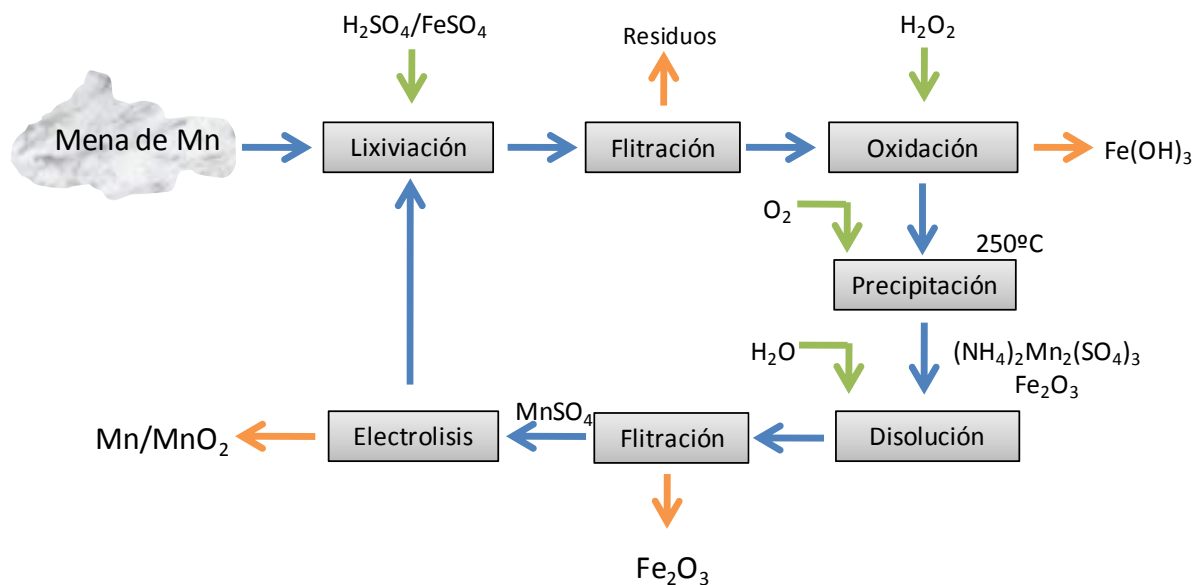 H₂SO₄/FeSO₄
Residuos
H₂O₂
Mena de Mn
Lixiviación
Flitración
Oxidación
Fe(OH)₃
O₂
250ºC
Precipitación
H₂O
(NH₄)₂Mn₂(SO₄)₃
Fe₂O₃
Mn/MnO₂
Electrolisis
MnSO₄
Flitración
Disolución
Fe₂O₃